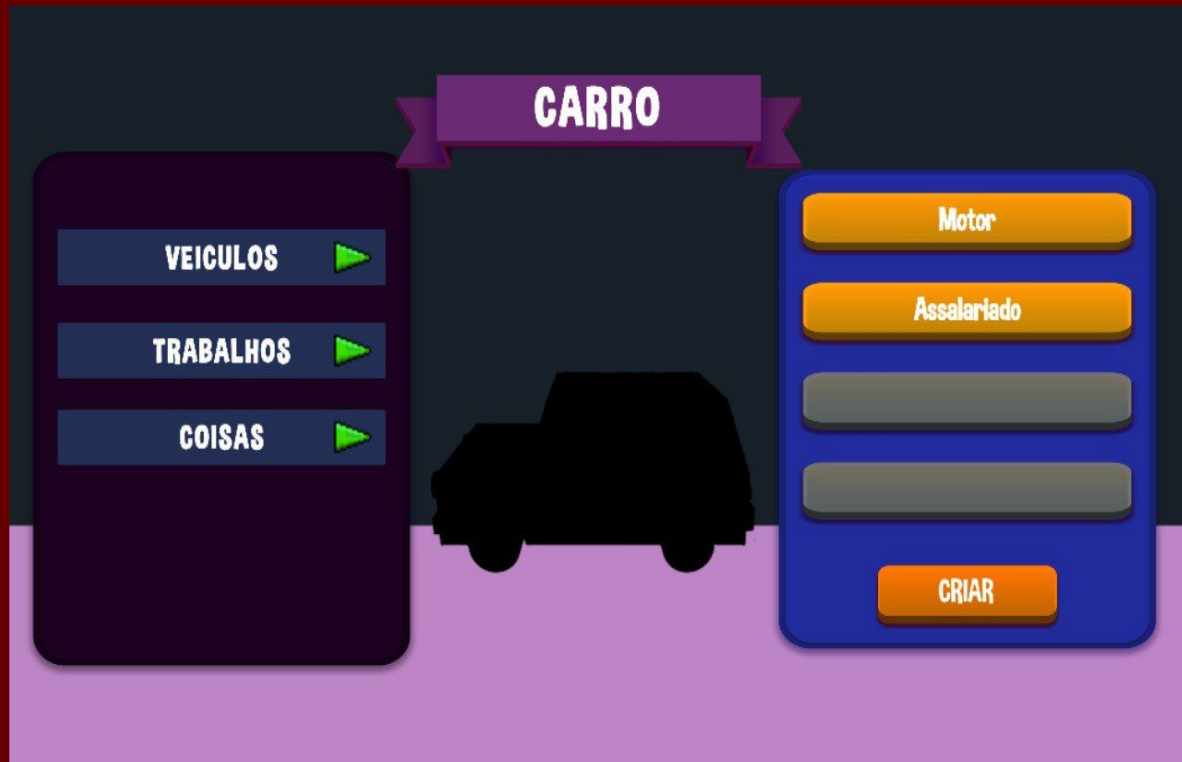 CARRO
VEICULOS
TRABALHOS
COISAS
Motor
Assalariado
CRIAR